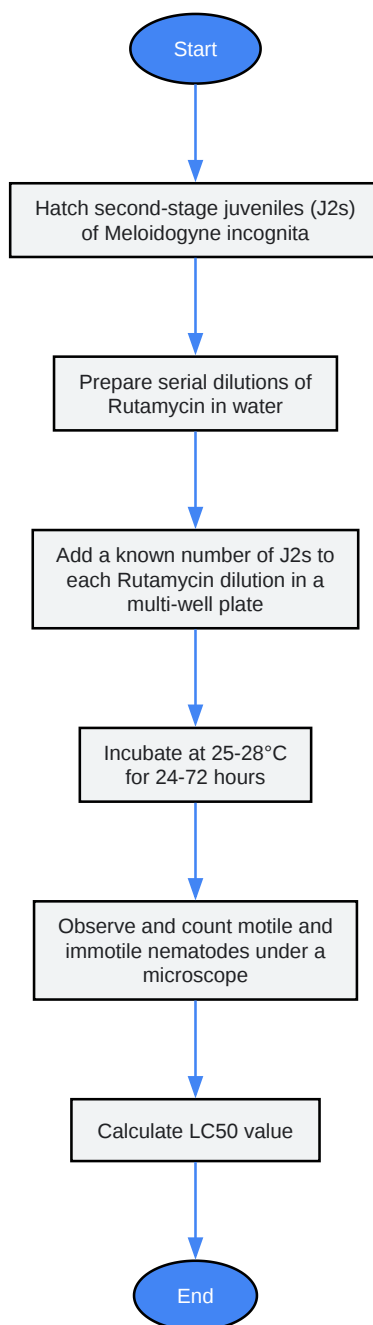 Start
Hatch second-stage juveniles (J2s)
of Meloidogyne incognita
Prepare serial dilutions of
Rutamycin in water
Add a known number of J2s to
each Rutamycin dilution in a
multi-well plate
Incubate at 25-28°C
for 24-72 hours
Observe and count motile and
immotile nematodes under a
microscope
Calculate LC50 value
End